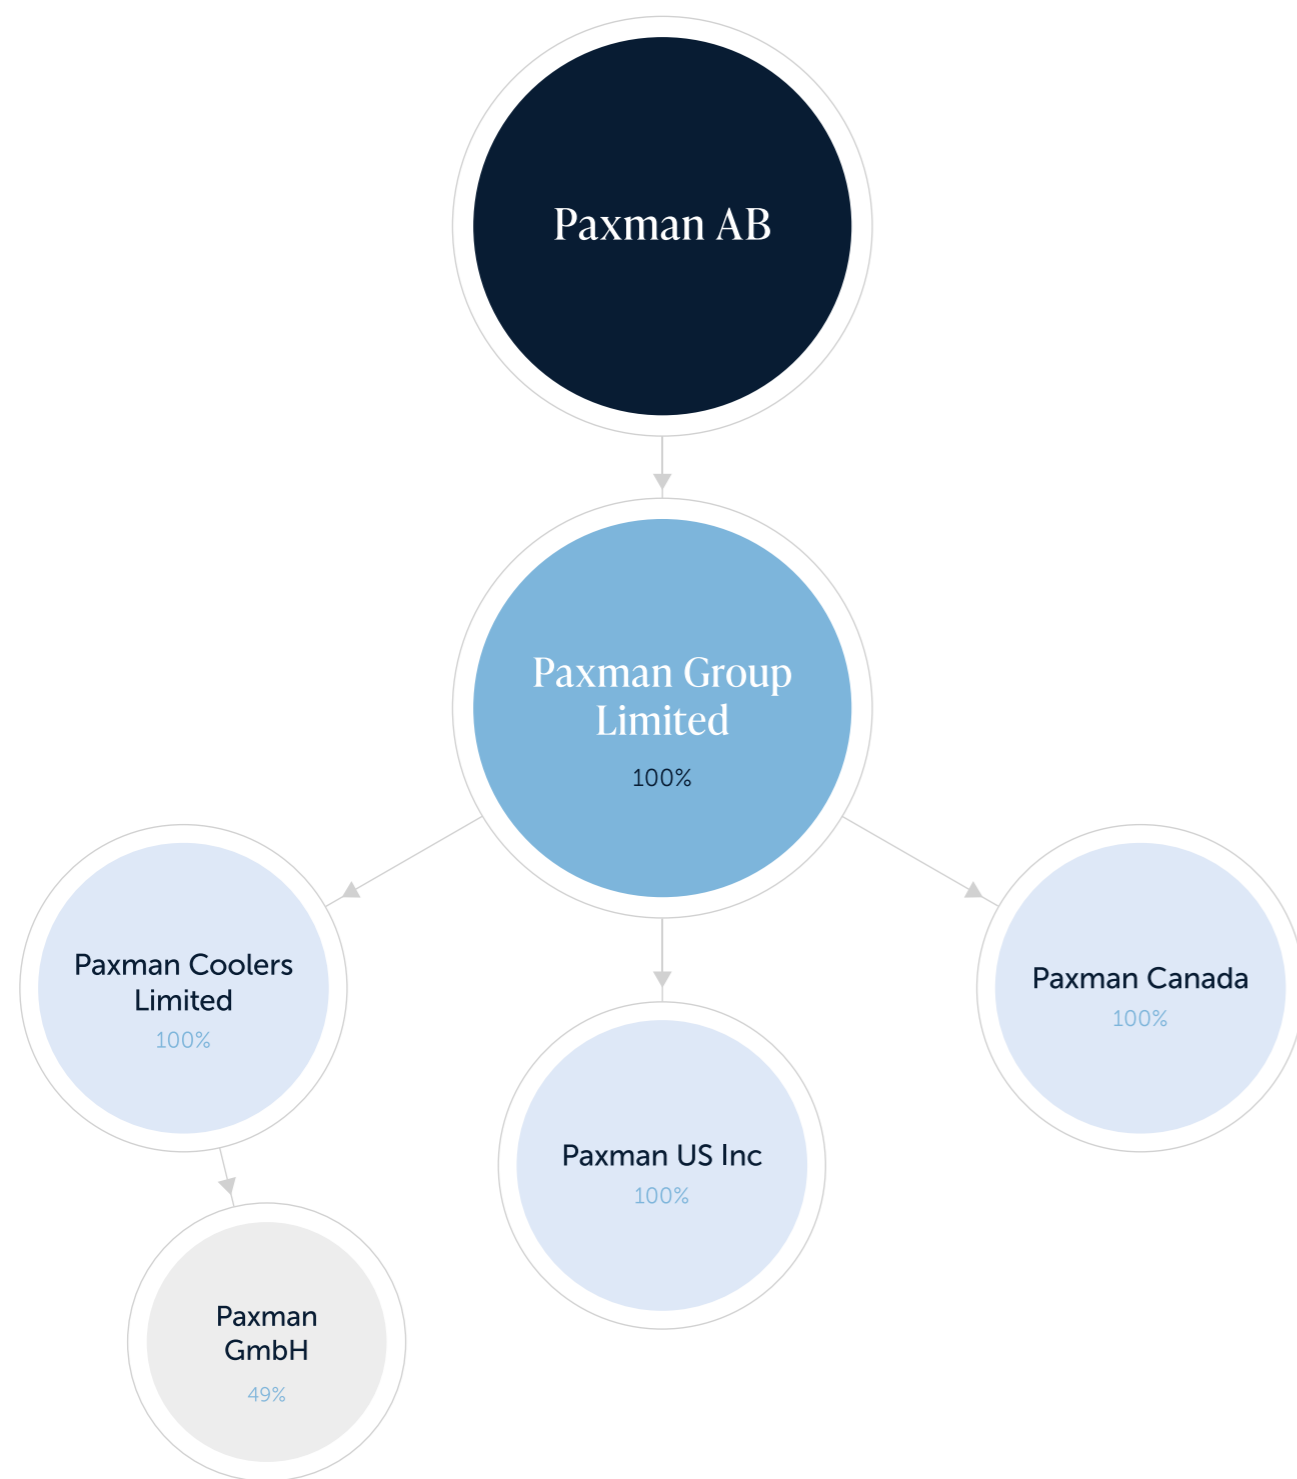 Paxman AB
Paxman Group
Limited
100%
Paxman Coolers
Limited
100%
Paxman Canada
100%
Paxman US Inc
100%
Paxman
GmbH
49%